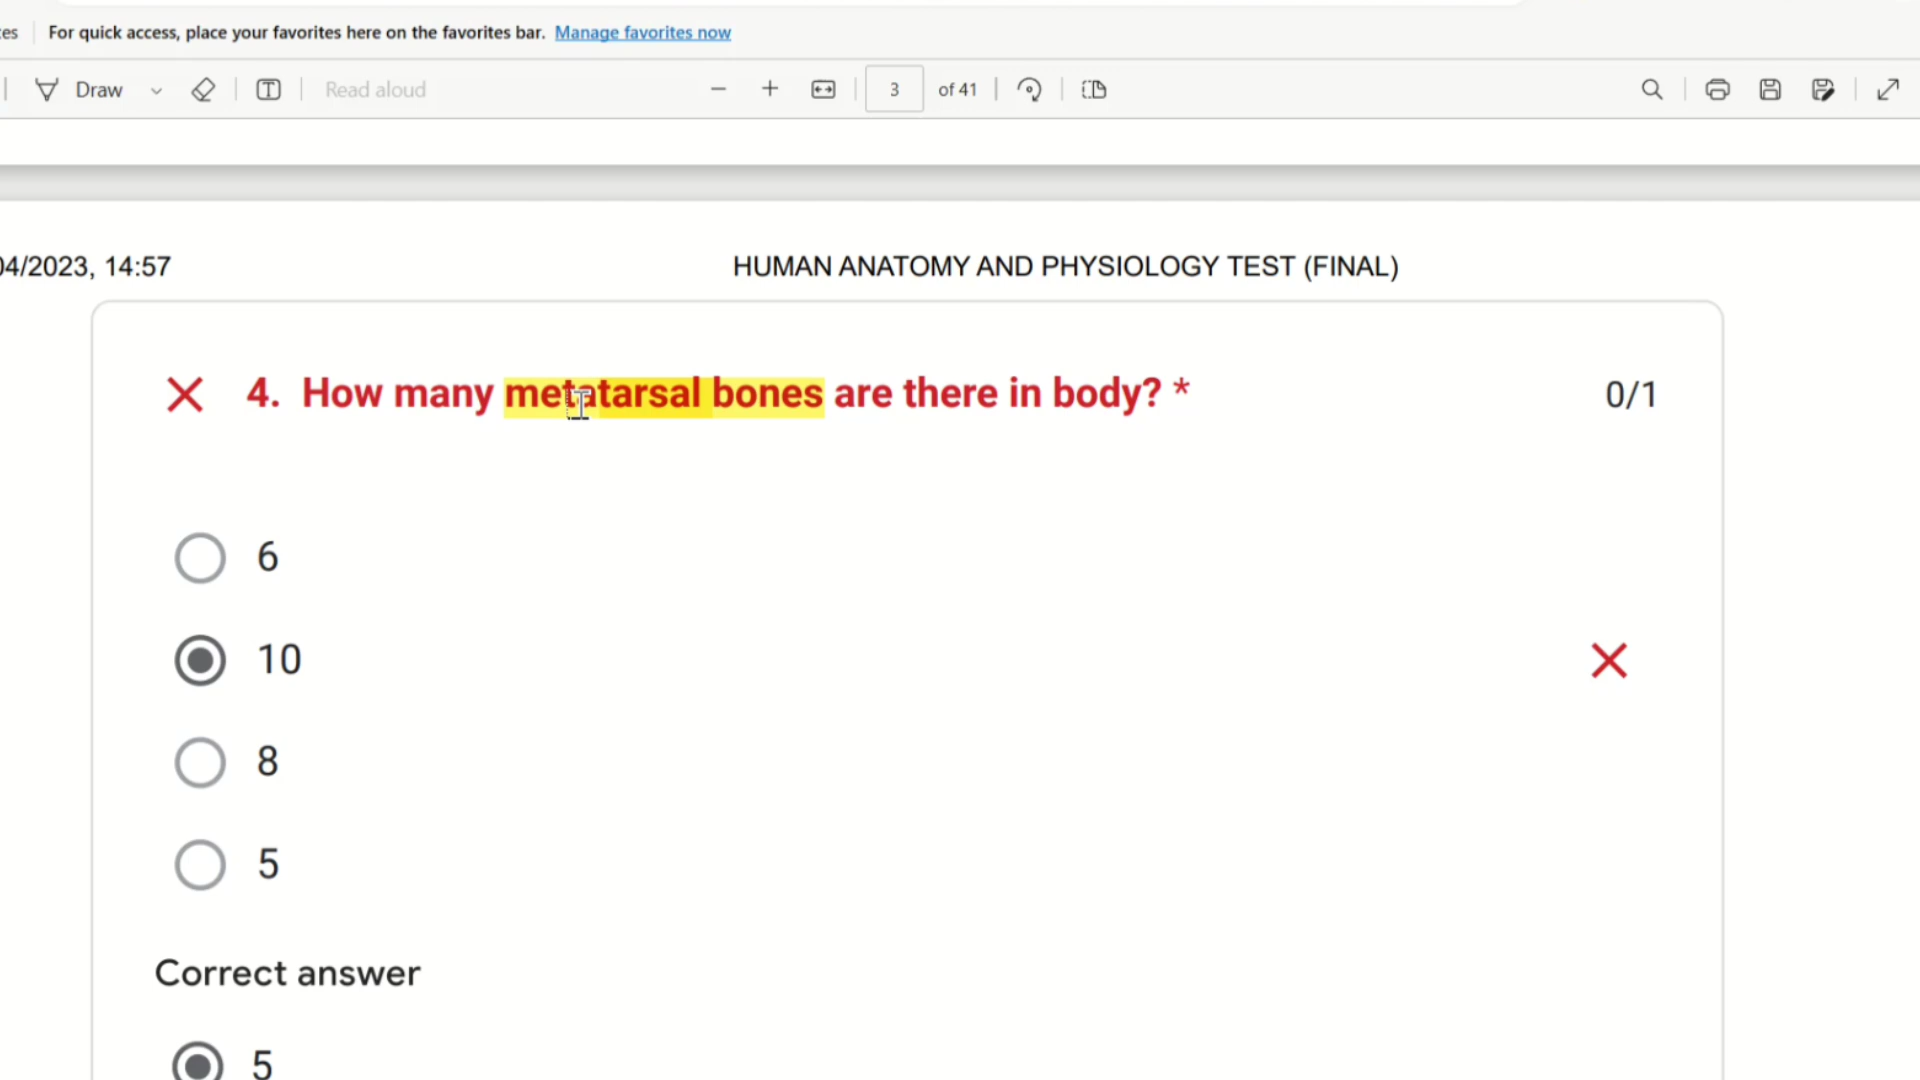 es For quick access, place your favorites here on the favorites bar. Manage favorites now
Draw Read aloud 3 of 41
04/2023, 14:57 HUMAN ANATOMY AND PHYSIOLOGY TEST (FINAL)
4. How many metatarsal bones are there in body? * 0/1
6
10
8
5
Correct answer
5